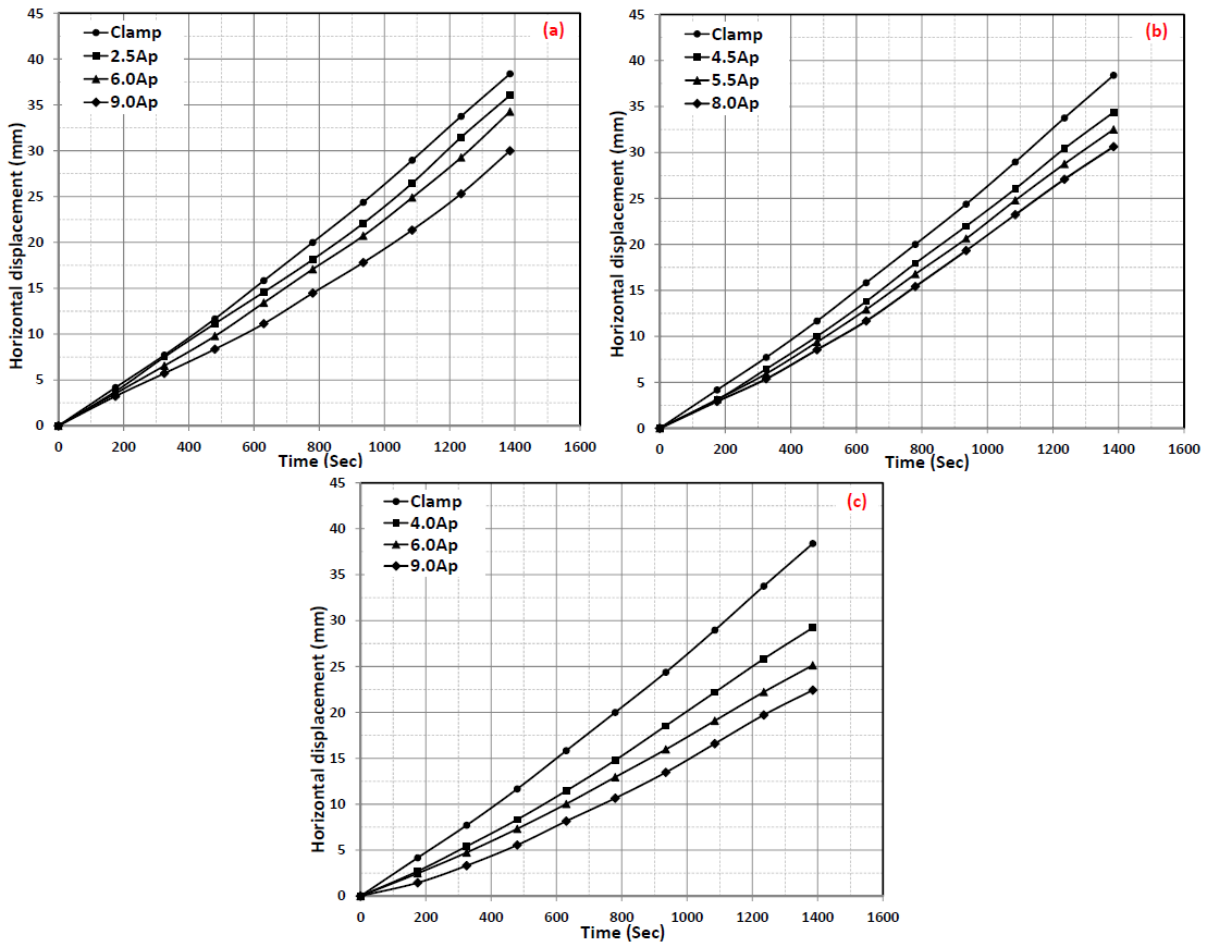 (a)
Clamp
2.5Ap
6.0Ap
9.0Ap
Horizontal displacement (mm)
45
40
35
30
25
20
15
10
5
0
0 200 400 600 800 1000 1200 1400 1600
Time (Sec)
(b)
Clamp
4.5Ap
5.5Ap
8.0Ap
Horizontal displacement (mm)
45
40
35
30
25
20
15
10
5
0
0 200 400 600 800 1000 1200 1400 1600
Time (Sec)
(c)
Clamp
4.0Ap
6.0Ap
9.0Ap
Horizontal displacement (mm)
45
40
35
30
25
20
15
10
5
0
0 200 400 600 800 1000 1200 1400 1600
Time (Sec)